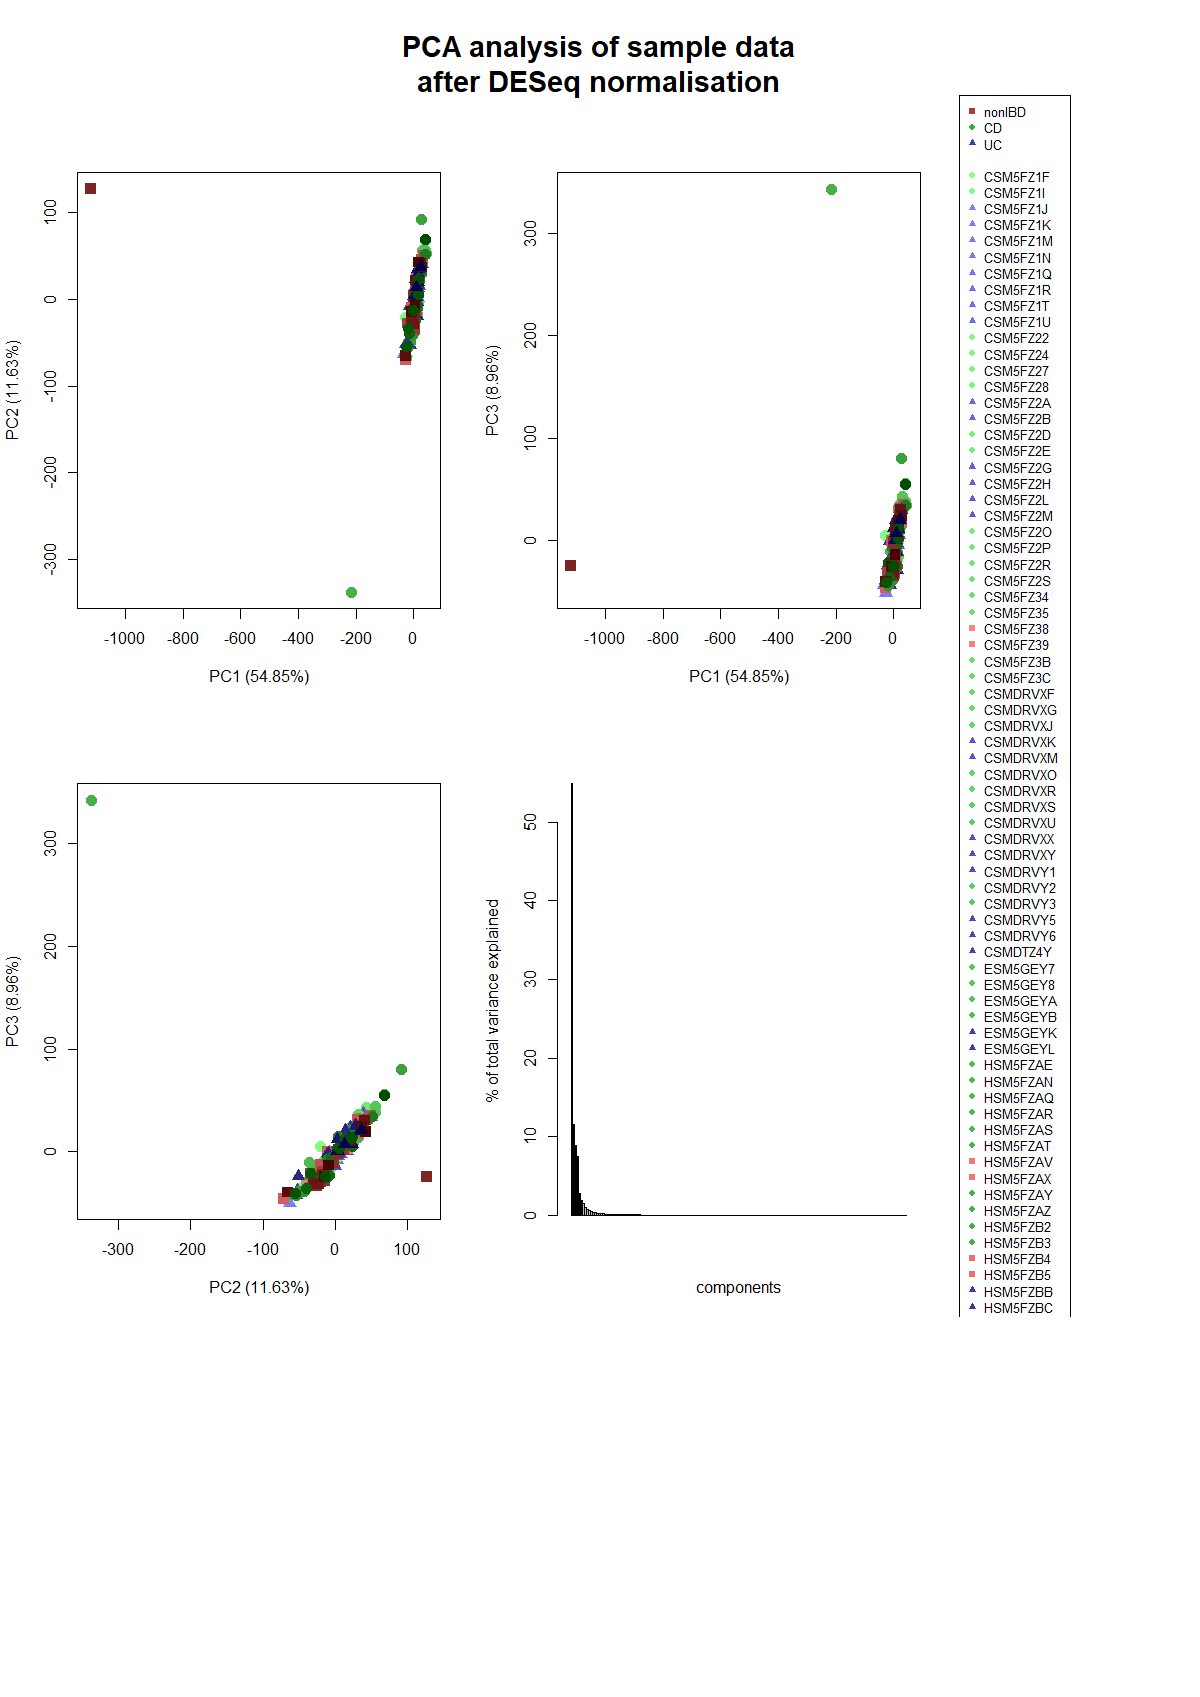 PCA analysis of sample data
after DESeq normalisation
100
0
-100
-200
-300
PC2 (11.63%)
-1000
-800
-600
-400
-200
0
PC1 (54.85%)
300
200
100
0
PC3 (8.96%)
-1000
-800
-600
-400
-200
0
PC1 (54.85%)
300
200
100
0
PC3 (8.96%)
-300
-200
-100
0
100
PC2 (11.63%)
50
40
30
20
10
0
% of total variance explained
components
nonIBD
CD
UC
CSM5FZ1F
CSM5FZ1I
CSM5FZ1J
CSM5FZ1K
CSM5FZ1M
CSM5FZ1N
CSM5FZ1Q
CSM5FZ1R
CSM5FZ1T
CSM5FZ1U
CSM5FZ22
CSM5FZ24
CSM5FZ27
CSM5FZ28
CSM5FZ2A
CSM5FZ2B
CSM5FZ2D
CSM5FZ2E
CSM5FZ2G
CSM5FZ2H
CSM5FZ2L
CSM5FZ2M
CSM5FZ2O
CSM5FZ2P
CSM5FZ2R
CSM5FZ2S
CSM5FZ34
CSM5FZ35
CSM5FZ38
CSM5FZ39
CSM5FZ3B
CSM5FZ3C
CSMDRVXF
CSMDRVXG
CSMDRVXJ
CSMDRVXK
CSMDRVXM
CSMDRVXO
CSMDRVXR
CSMDRVXS
CSMDRVXU
CSMDRVXX
CSMDRVXY
CSMDRVY1
CSMDRVY2
CSMDRVY3
CSMDRVY5
CSMDRVY6
CSMDTZ4Y
ESM5GEY7
ESM5GEY8
ESM5GEYA
ESM5GEYB
ESM5GEYK
ESM5GEYL
HSM5FZAE
HSM5FZAN
HSM5FZAQ
HSM5FZAR
HSM5FZAS
HSM5FZAT
HSM5FZAV
HSM5FZAX
HSM5FZAY
HSM5FZAZ
HSM5FZB2
HSM5FZB3
HSM5FZB4
HSM5FZB5
HSM5FZBB
HSM5FZBC